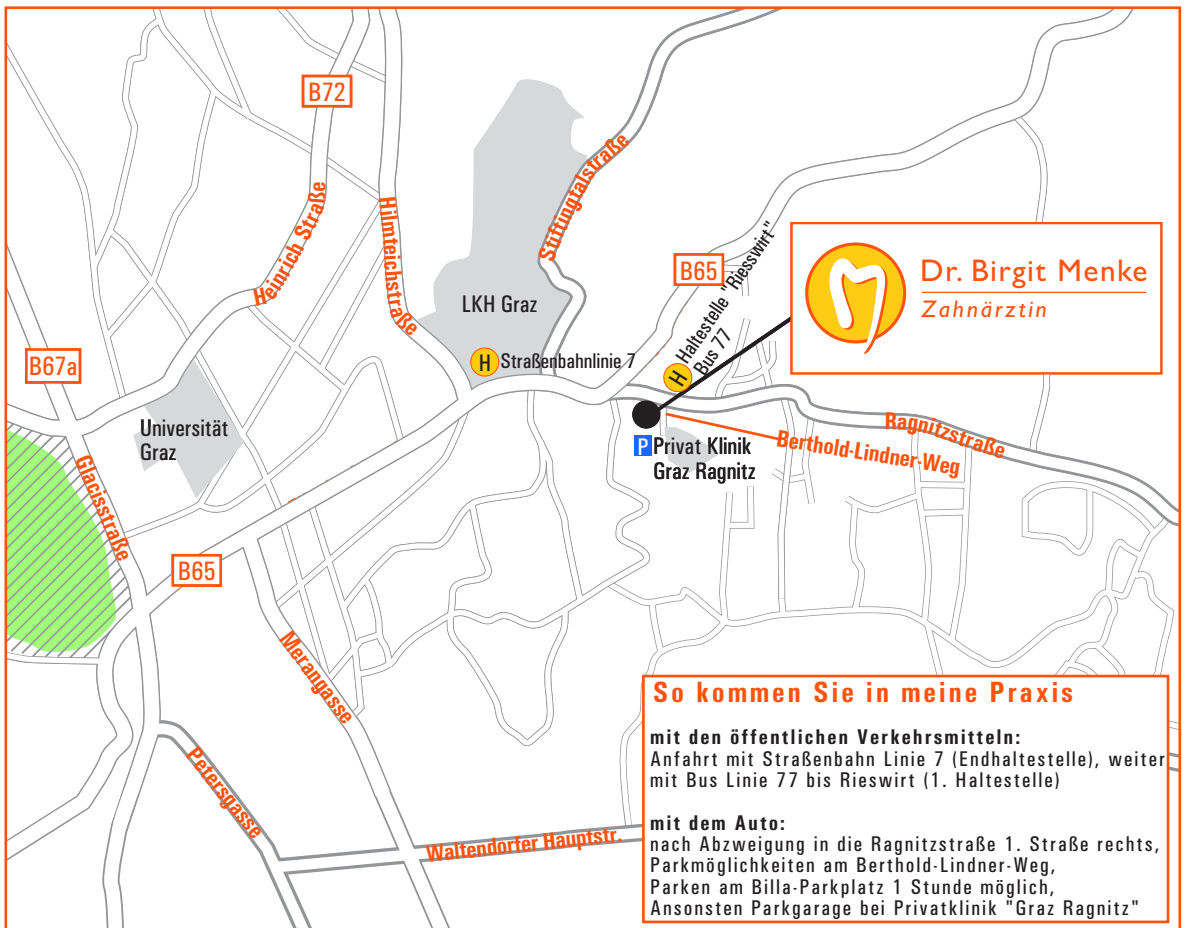 B72
Heinrich Straße
Hilmteichstraße
Stiftingtalstraße
B65
Haltestelle "Riesswirt"
Bus 77
H
Dr. Birgit Menke
Zahnärztin
LKH Graz
H Straßenbahnlinie 7
B67a
Universität
Graz
Glacisstraße
P Privat Klinik
Graz Ragnitz
Ragnitzstraße
Berthold-Lindner-Weg
B65
Merangasse
Petersgasse
Waltendorfer Hauptstr.
So kommen Sie in meine Praxis
mit den öffentlichen Verkehrsmitteln:
Anfahrt mit Straßenbahn Linie 7 (Endhaltestelle), weiter
mit Bus Linie 77 bis Rieswirt (1. Haltestelle)
mit dem Auto:
nach Abzweigung in die Ragnitzstraße 1. Straße rechts,
Parkmöglichkeiten am Berthold-Lindner-Weg,
Parken am Billa-Parkplatz 1 Stunde möglich,
Ansonsten Parkgarage bei Privatklinik "Graz Ragnitz"